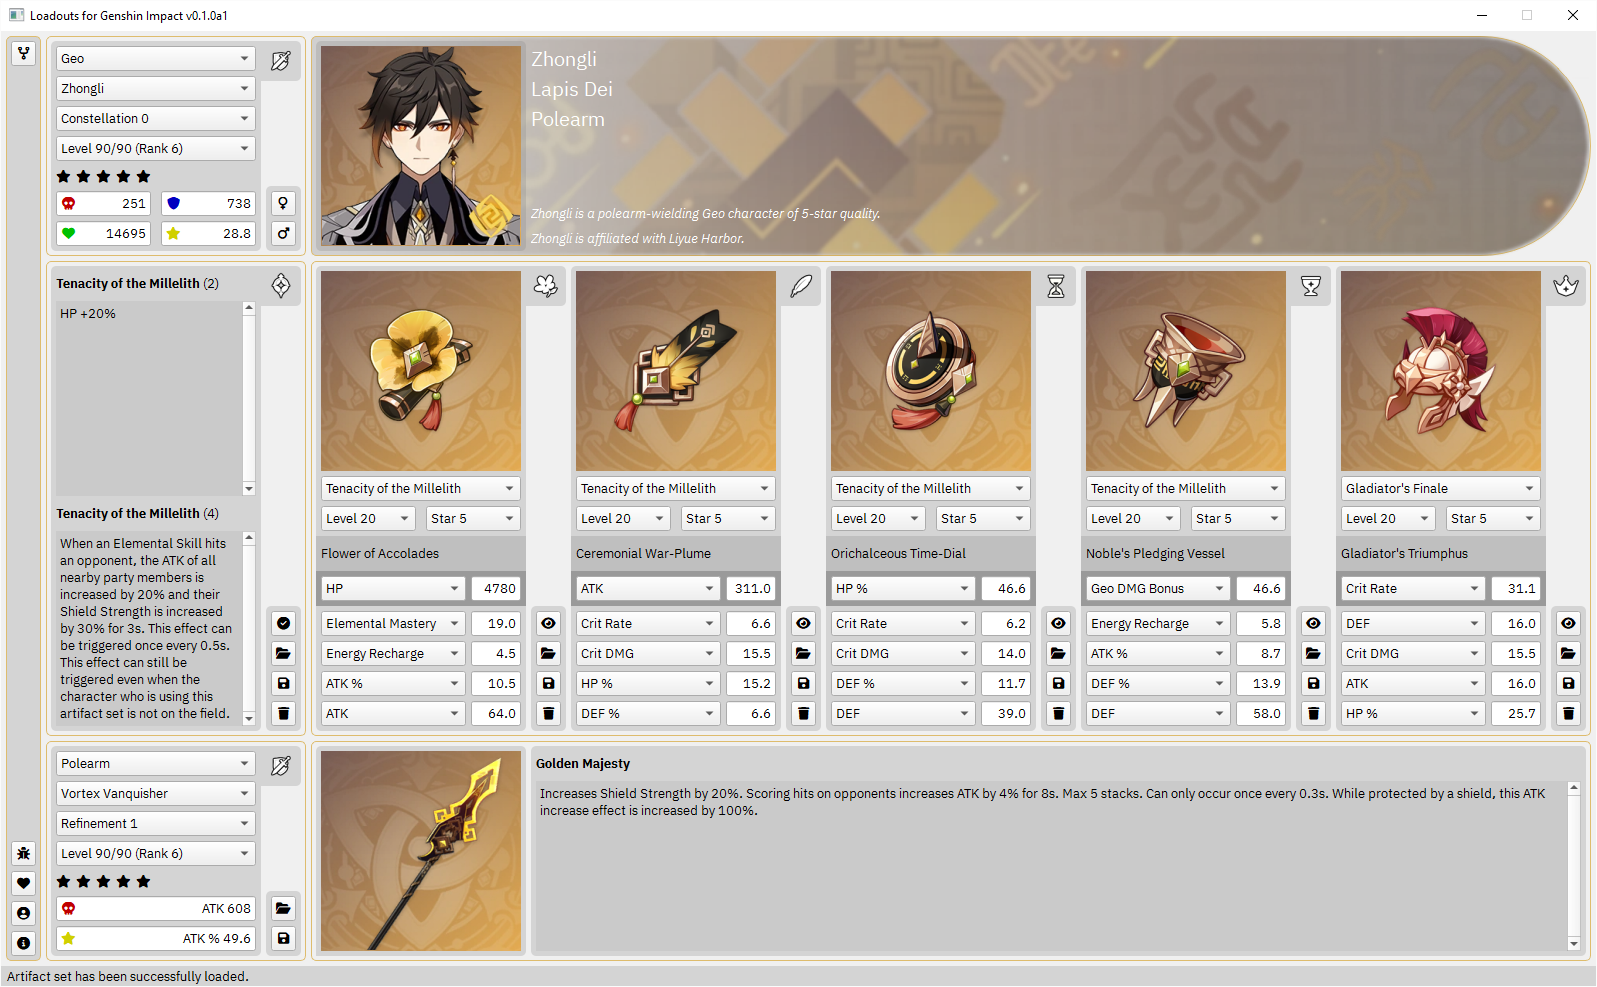 Loadouts for Genshin Impact v0.1.0a1
Geo
Zhongli
Constellation 0
Level 90/90 (Rank 6)
251
738
14695
28.8
Zhongli
Lapis Dei
Polearm
Zhongli is a polearm-wielding Geo character of 5-star quality.
Zhongli is affiliated with Liyue Harbor.
Tenacity of the Millelith (2)
HP +20%
Tenacity of the Millelith (4)
When an Elemental Skill hits
an opponent, the ATK of all
nearby party members is
increased by 20% and their
Shield Strength is increased
by 30% for 3s. This effect can
be triggered once every 0.5s.
This effect can still be
triggered even when the
character who is using this
artifact set is not on the field.
Tenacity of the Millelith
Level 20
Star 5
Flower of Accolades
HP
4780
Elemental Mastery
19.0
Energy Recharge
4.5
ATK %
10.5
ATK
64.0
Tenacity of the Millelith
Level 20
Star 5
Ceremonial War-Plume
ATK
311.0
Crit Rate
6.6
Crit DMG
15.5
HP %
15.2
DEF %
6.6
Tenacity of the Millelith
Level 20
Star 5
Orichalceous Time-Dial
HP %
46.6
Crit Rate
6.2
Crit DMG
14.0
DEF %
11.7
DEF
39.0
Tenacity of the Millelith
Level 20
Star 5
Noble's Pledging Vessel
Geo DMG Bonus
46.6
Energy Recharge
5.8
ATK %
8.7
DEF %
13.9
DEF
58.0
Gladiator's Finale
Level 20
Star 5
Gladiator's Triumphus
Crit Rate
31.1
DEF
16.0
Crit DMG
15.5
ATK
16.0
HP %
25.7
Polearm
Vortex Vanquisher
Refinement 1
Level 90/90 (Rank 6)
ATK 608
ATK % 49.6
Golden Majesty
Increases Shield Strength by 20%. Scoring hits on opponents increases ATK by 4% for 8s. Max 5 stacks. Can only occur once every 0.3s. While protected by a shield, this ATK
increase effect is increased by 100%.
Artifact set has been successfully loaded.